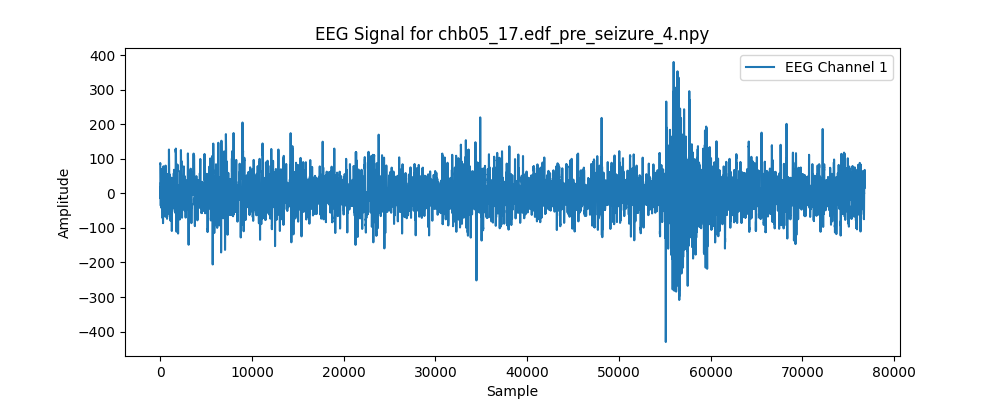 EEG Signal for chb05_17.edf_pre_seizure_4.npy
EEG Channel 1
400
300
200
100
0
−100
−200
−300
−400
Amplitude
0 10000 20000 30000 40000 50000 60000 70000 80000
Sample